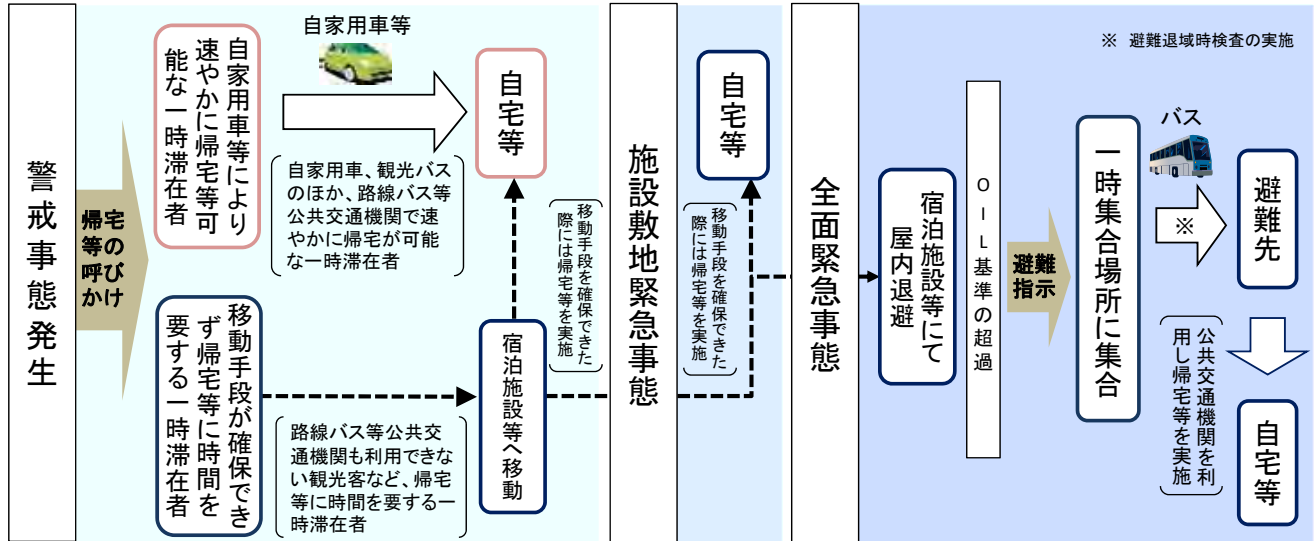 警戒事態発生
帰宅
等の
呼び
かけ
自家用車等により
速やかに帰宅等可
能な一時滞在者
自家用車等
自家用車、観光バス
のほか、路線バス等
公共交通機関で速
やかに帰宅が可能
な一時滞在者
自宅等
移動手段が確保でき
ず帰宅等に時間を
要する一時滞在者
路線バス等公共交
通機関も利用できな
い観光客など、帰宅
等に時間を要する一
時滞在者
宿泊施設等へ移動
移動手段を確保できた
際には帰宅等を実施
施設敷地緊急事態
自宅等
移動手段を確保できた
際には帰宅等を実施
全面緊急事態
宿泊施設等にて
屋内退避
OIL基準の超過
避難
指示
一時集合場所に集合
※ 避難退域時検査の実施
バス
※
避難先
公共交通機関を利
用し帰宅等を実施
自宅等